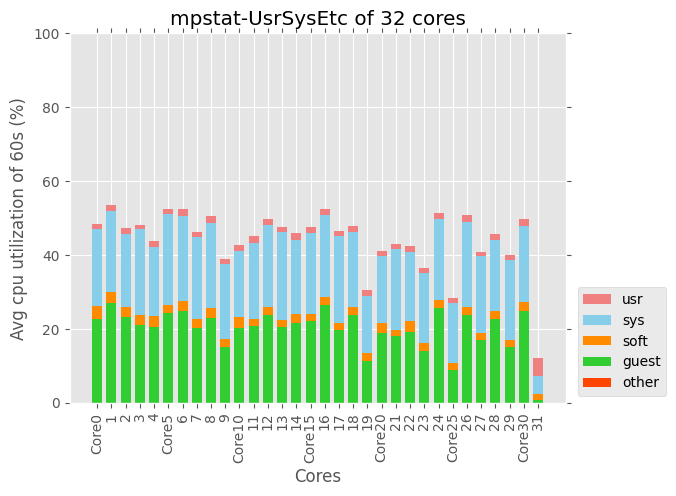 mpstat-UsrSysEtc of 32 cores
Avg cpu utilization of 60s (%)
100
80
60
40
20
0
Core0
1
2
3
4
Core5
6
7
8
9
Core10
11
12
13
14
Core15
16
17
18
19
Core20
21
22
23
24
Core25
26
27
28
29
Core30
31
Cores
usr
sys
soft
guest
other